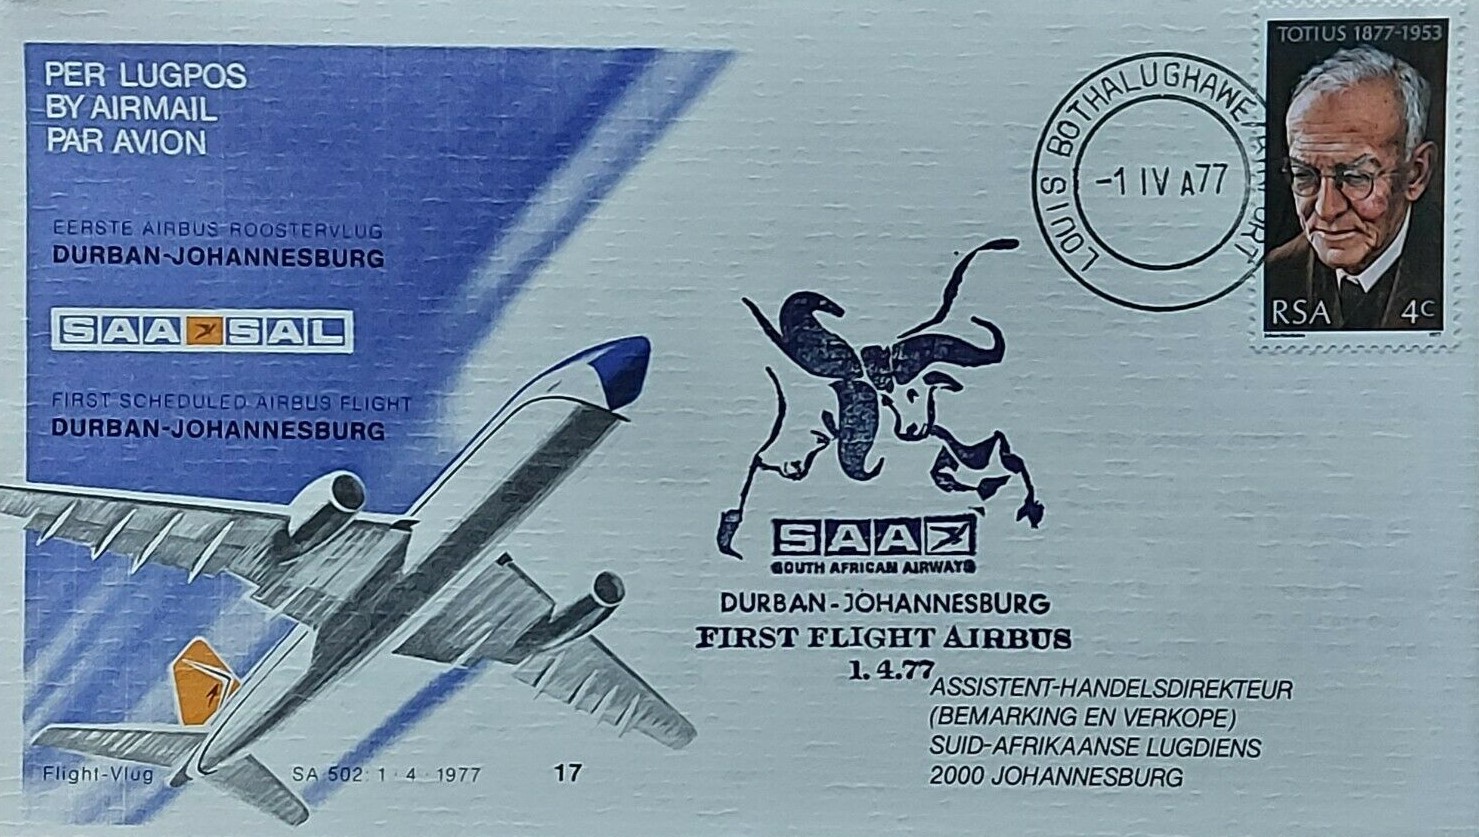 PER LUGPOS
BY AIRMAIL
PAR AVION
EERSTE AIRBUS ROOSTERVLUG
DURBAN-JOHANNESBURG
SAA SAL
FIRST SCHEDULED AIRBUS FLIGHT
DURBAN-JOHANNESBURG
Flight-Vlug SA 502: 1·4·1977 17
TOTIUS 1877-1953
RSA 4c
LOUIS BOTHALUGHAWE
-1 IV A77
SAA
SOUTH AFRICAN AIRWAYS
DURBAN-JOHANNESBURG
FIRST FLIGHT AIRBUS
1.4.77
ASSISTENT-HANDELSDIREKTEUR
(BEMARKING EN VERKOPE)
SUID-AFRIKAANSE LUGDIENS
2000 JOHANNESBURG